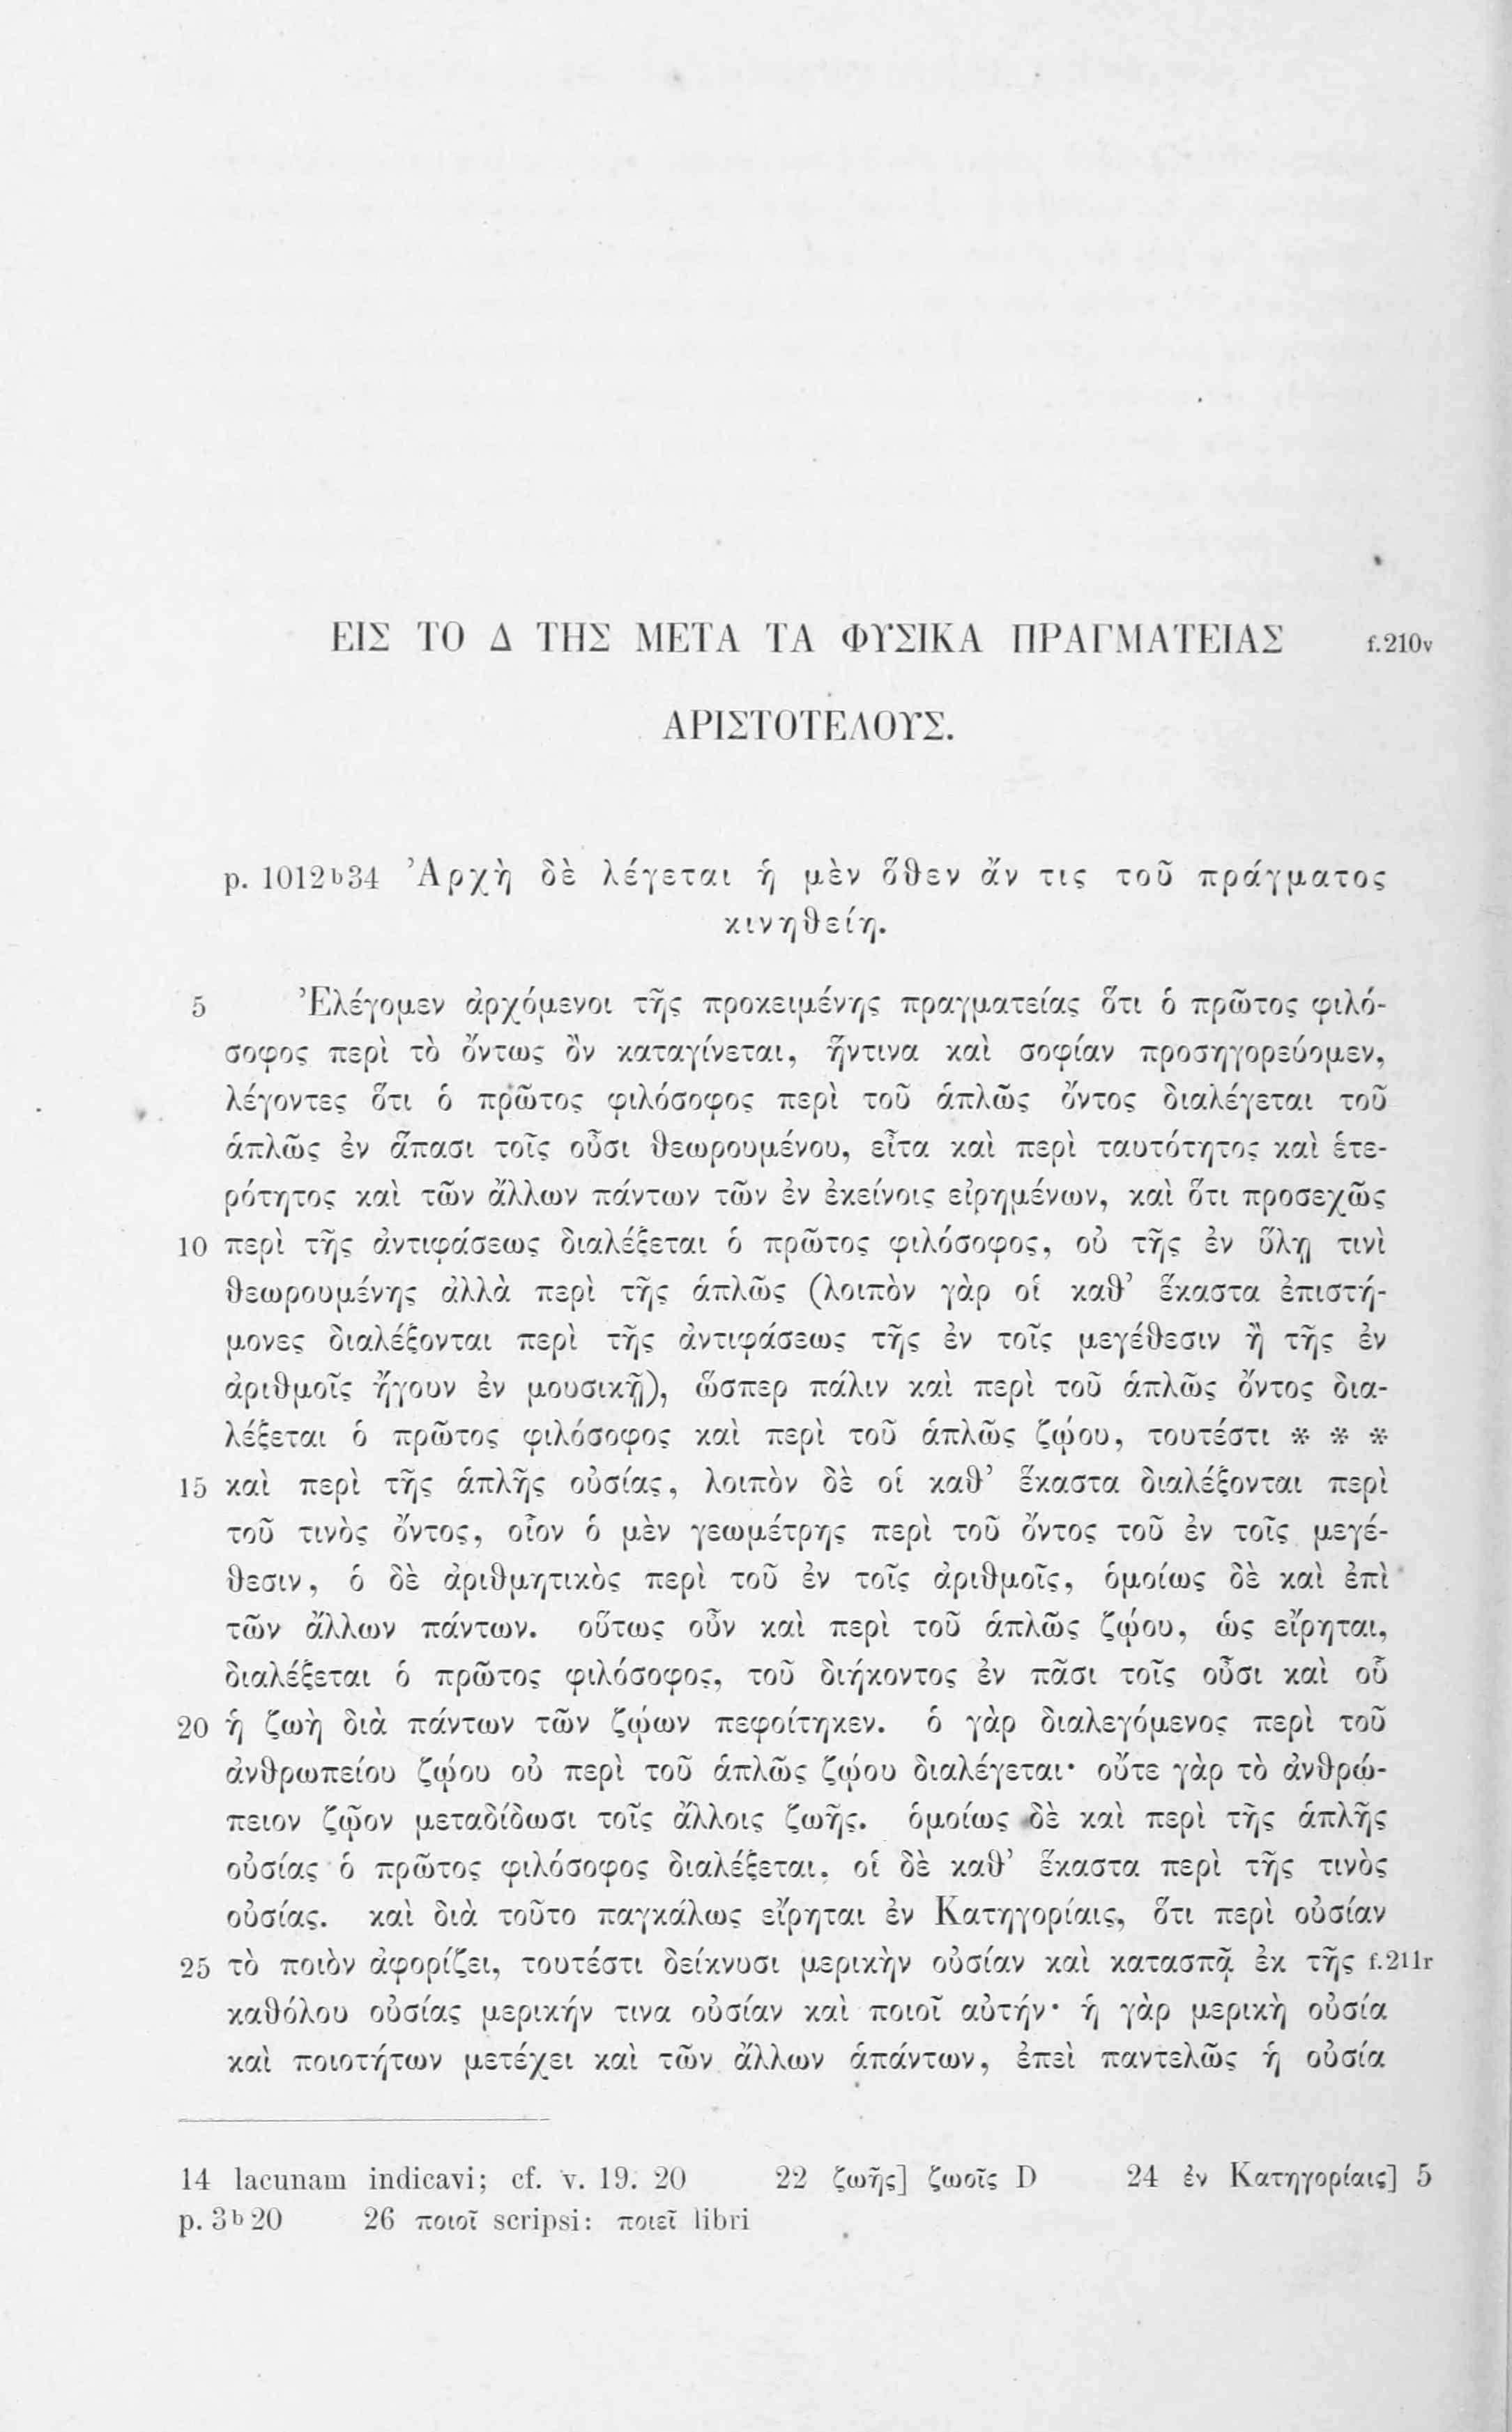 ΕΙΣ ΤΟ Δ ΤΗΣ ΜΕΤΑ ΤΑ ΦΥΣΙΚΑ ΠΡΑΓΜΑΤΕΙΑΣ f.210v
ΑΡΙΣΤΟΤΕΛΟΥΣ.
p. 1012b34 Ἀρχὴ δὲ λέγεται ἡ μὲν ὅθεν ἄν τις τοῦ πράγματος
κινηθείη.
5 Ἐλέγομεν ἀρχόμενοι τῆς προκειμένης πραγματείας ὅτι ὁ πρῶτος φιλό-
σοφος περὶ τὸ ὄντως ὂν καταγίνεται, ἥντινα καὶ σοφίαν προσηγορεύομεν,
λέγοντες ὅτι ὁ πρῶτος φιλόσοφος περὶ τοῦ ἁπλῶς ὄντος διαλέγεται τοῦ
ἁπλῶς ἐν ἅπασι τοῖς οὖσι θεωρουμένου, εἶτα καὶ περὶ ταυτότητος καὶ ἑτε-
ρότητος καὶ τῶν ἄλλων πάντων τῶν ἐν ἐκείνοις εἰρημένων, καὶ ὅτι προσεχῶς
10 περὶ τῆς ἀντιφάσεως διαλέξεται ὁ πρῶτος φιλόσοφος, οὐ τῆς ἐν ὕλῃ τινὶ
θεωρουμένης ἀλλὰ περὶ τῆς ἁπλῶς (λοιπὸν γὰρ οἱ καθ’ ἕκαστα ἐπιστή-
μονες διαλέξονται περὶ τῆς ἀντιφάσεως τῆς ἐν τοῖς μεγέθεσιν ἢ τῆς ἐν
ἀριθμοῖς ἤγουν ἐν μουσικῇ), ὥσπερ πάλιν καὶ περὶ τοῦ ἁπλῶς ὄντος δια-
λέξεται ὁ πρῶτος φιλόσοφος καὶ περὶ τοῦ ἁπλῶς ζῴου, τουτέστι * * *
15 καὶ περὶ τῆς ἁπλῆς οὐσίας, λοιπὸν δὲ οἱ καθ’ ἕκαστα διαλέξονται περὶ
τοῦ τινὸς ὄντος, οἷον ὁ μὲν γεωμέτρης περὶ τοῦ ὄντος τοῦ ἐν τοῖς μεγέ-
θεσιν, ὁ δὲ ἀριθμητικὸς περὶ τοῦ ἐν τοῖς ἀριθμοῖς, ὁμοίως δὲ καὶ ἐπὶ
τῶν ἄλλων πάντων. οὕτως οὖν καὶ περὶ τοῦ ἁπλῶς ζῴου, ὡς εἴρηται,
διαλέξεται ὁ πρῶτος φιλόσοφος, τοῦ διήκοντος ἐν πᾶσι τοῖς οὖσι καὶ οὗ
20 ἡ ζωὴ διὰ πάντων τῶν ζῴων πεφοίτηκεν. ὁ γὰρ διαλεγόμενος περὶ τοῦ
ἀνθρωπείου ζῴου οὐ περὶ τοῦ ἁπλῶς ζῴου διαλέγεται· οὔτε γὰρ τὸ ἀνθρώ-
πειον ζῷον μεταδίδωσι τοῖς ἄλλοις ζωῆς. ὁμοίως δὲ καὶ περὶ τῆς ἁπλῆς
οὐσίας ὁ πρῶτος φιλόσοφος διαλέξεται, οἱ δὲ καθ’ ἕκαστα περὶ τῆς τινὸς
οὐσίας. καὶ διὰ τοῦτο παγκάλως εἴρηται ἐν Κατηγορίαις, ὅτι περὶ οὐσίαν
25 τὸ ποιὸν ἀφορίζει, τουτέστι δείκνυσι μερικὴν οὐσίαν καὶ κατασπᾷ ἐκ τῆς f.211r
καθόλου οὐσίας μερικήν τινα οὐσίαν καὶ ποιοῖ αὐτήν· ἡ γὰρ μερικὴ οὐσία
καὶ ποιοτήτων μετέχει καὶ τῶν ἄλλων ἁπάντων, ἐπεὶ παντελῶς ἡ οὐσία
14 lacunam indicavi; cf. v. 19. 20 22 ζωῆς] ζωοῖς D 24 ἐν Κατηγορίαις] 5
p. 3b20 26 ποιοῖ scripsi: ποιεῖ libri